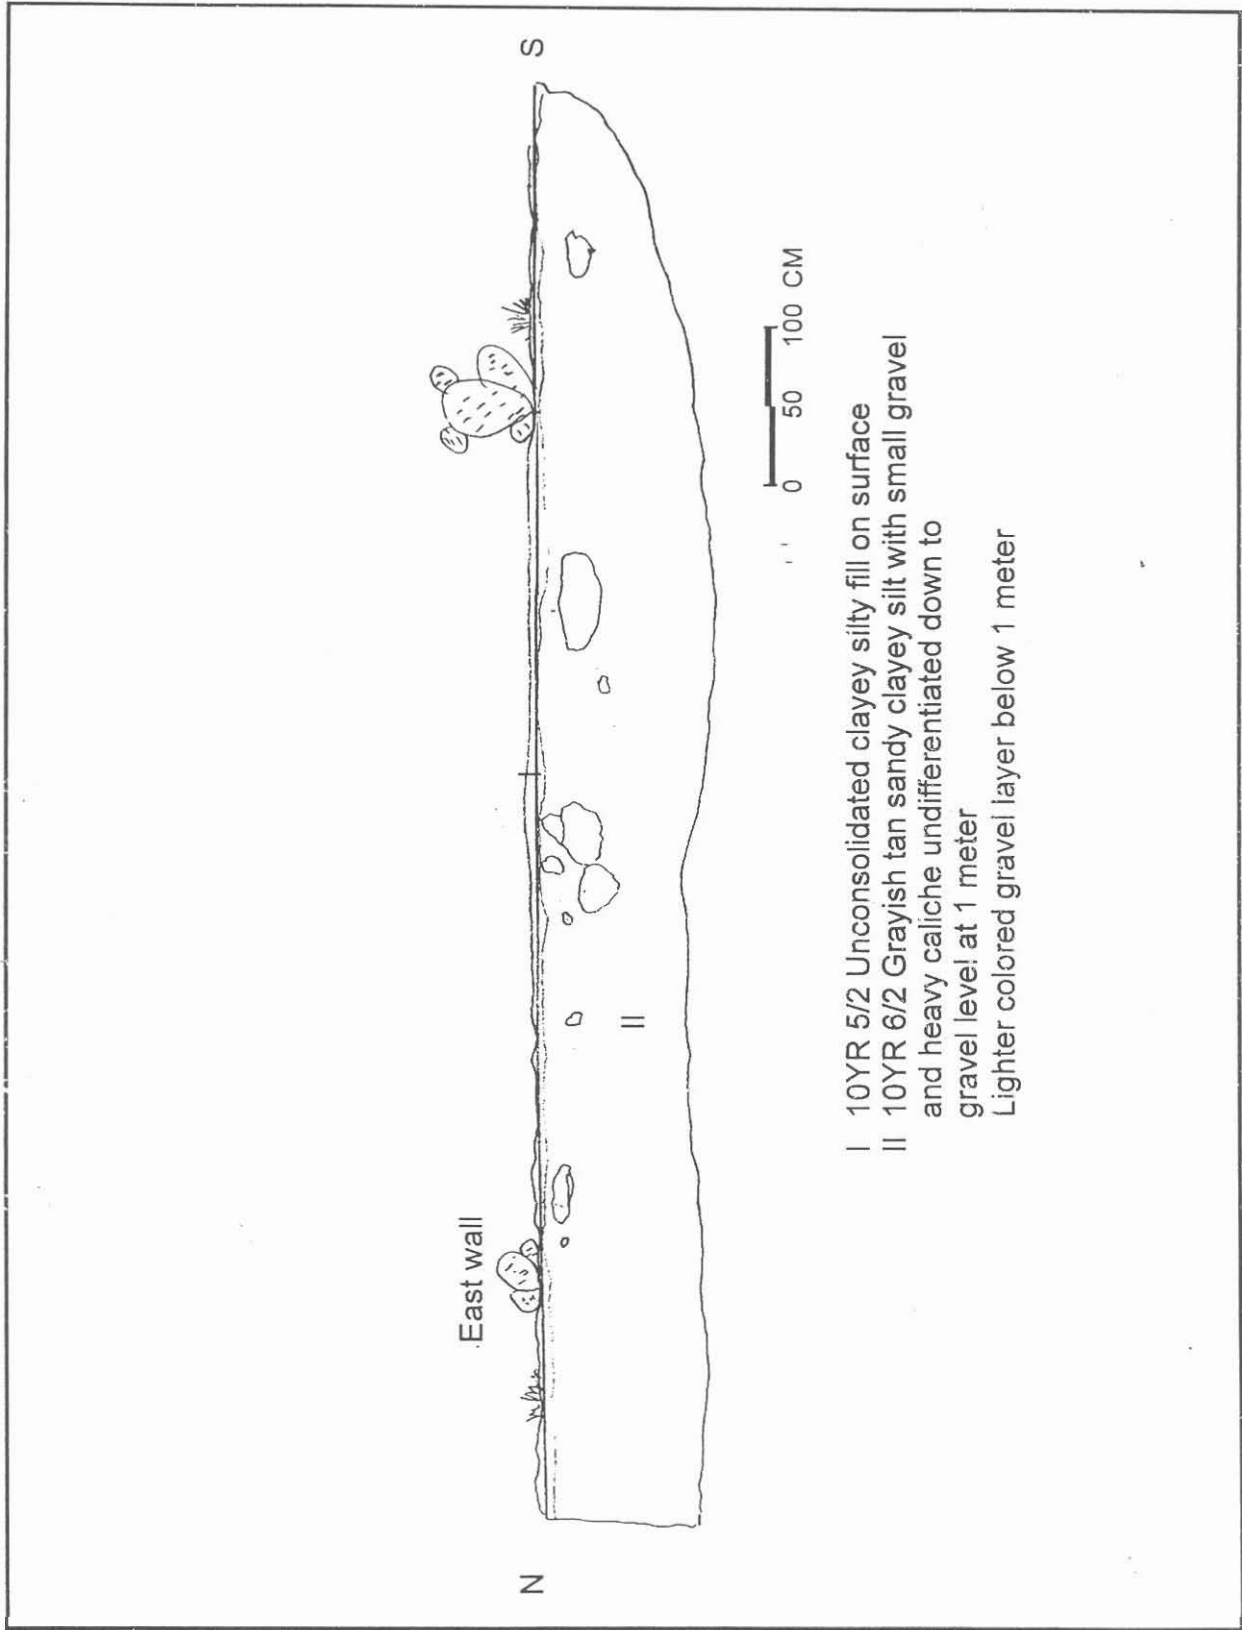 East wall
N
S
I
II
0 50 100 CM
I 10YR 5/2 Unconsolidated clayey silty fill on surface
II 10YR 6/2 Grayish tan sandy clayey silt with small gravel
and heavy caliche undifferentiated down to
gravel level at 1 meter
Lighter colored gravel layer below 1 meter